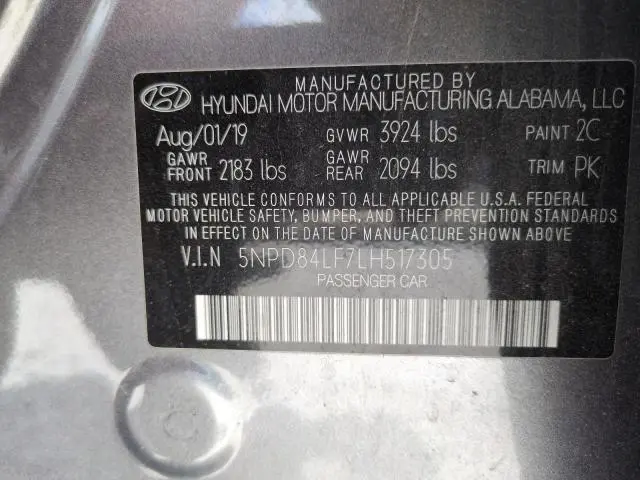 MANUFACTURED BY
HYUNDAI MOTOR MANUFACTURING ALABAMA, LLC
Aug/01/19 GVWR 3924 lbs PAINT 2C
GAWR FRONT 2183 lbs GAWR REAR 2094 lbs TRIM PK
THIS VEHICLE CONFORMS TO ALL APPLICABLE U.S.A. FEDERAL
MOTOR VEHICLE SAFETY, BUMPER, AND THEFT PREVENTION STANDARDS
IN EFFECT ON THE DATE OF MANUFACTURE SHOWN ABOVE
V.I.N 5NPD84LF7LH517305
PASSENGER CAR